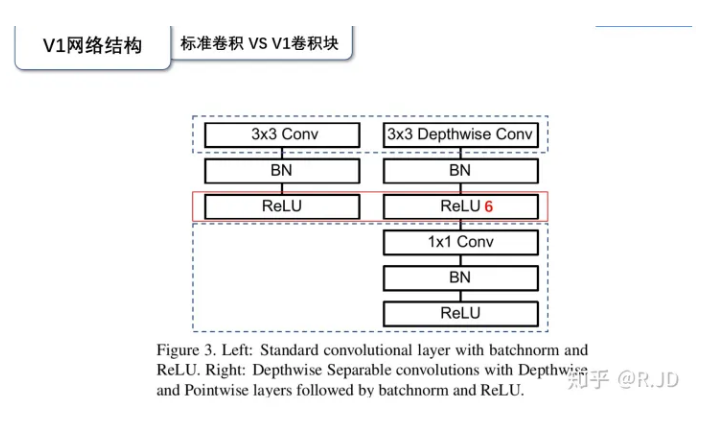 V1网络结构
标准卷积 VS V1卷积块
3x3 Conv
3x3 Depthwise Conv
BN
BN
ReLU
ReLU 6
1x1 Conv
BN
ReLU
Figure 3. Left: Standard convolutional layer with batchnorm and
ReLU. Right: Depthwise Separable convolutions with Depthwise
and Pointwise layers followed by batchnorm and ReLU.
知乎 @R.JD